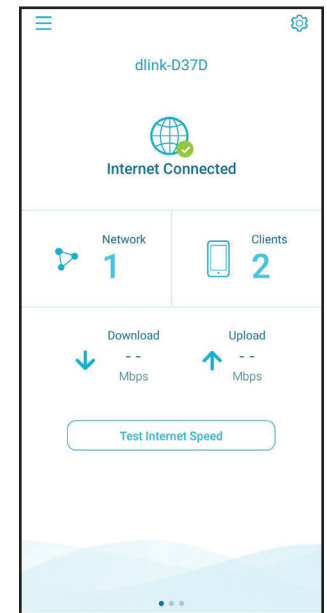 dlink-D37D
Internet Connected
Network
1
Clients
2
Download
- -
Mbps
Upload
- -
Mbps
Test Internet Speed